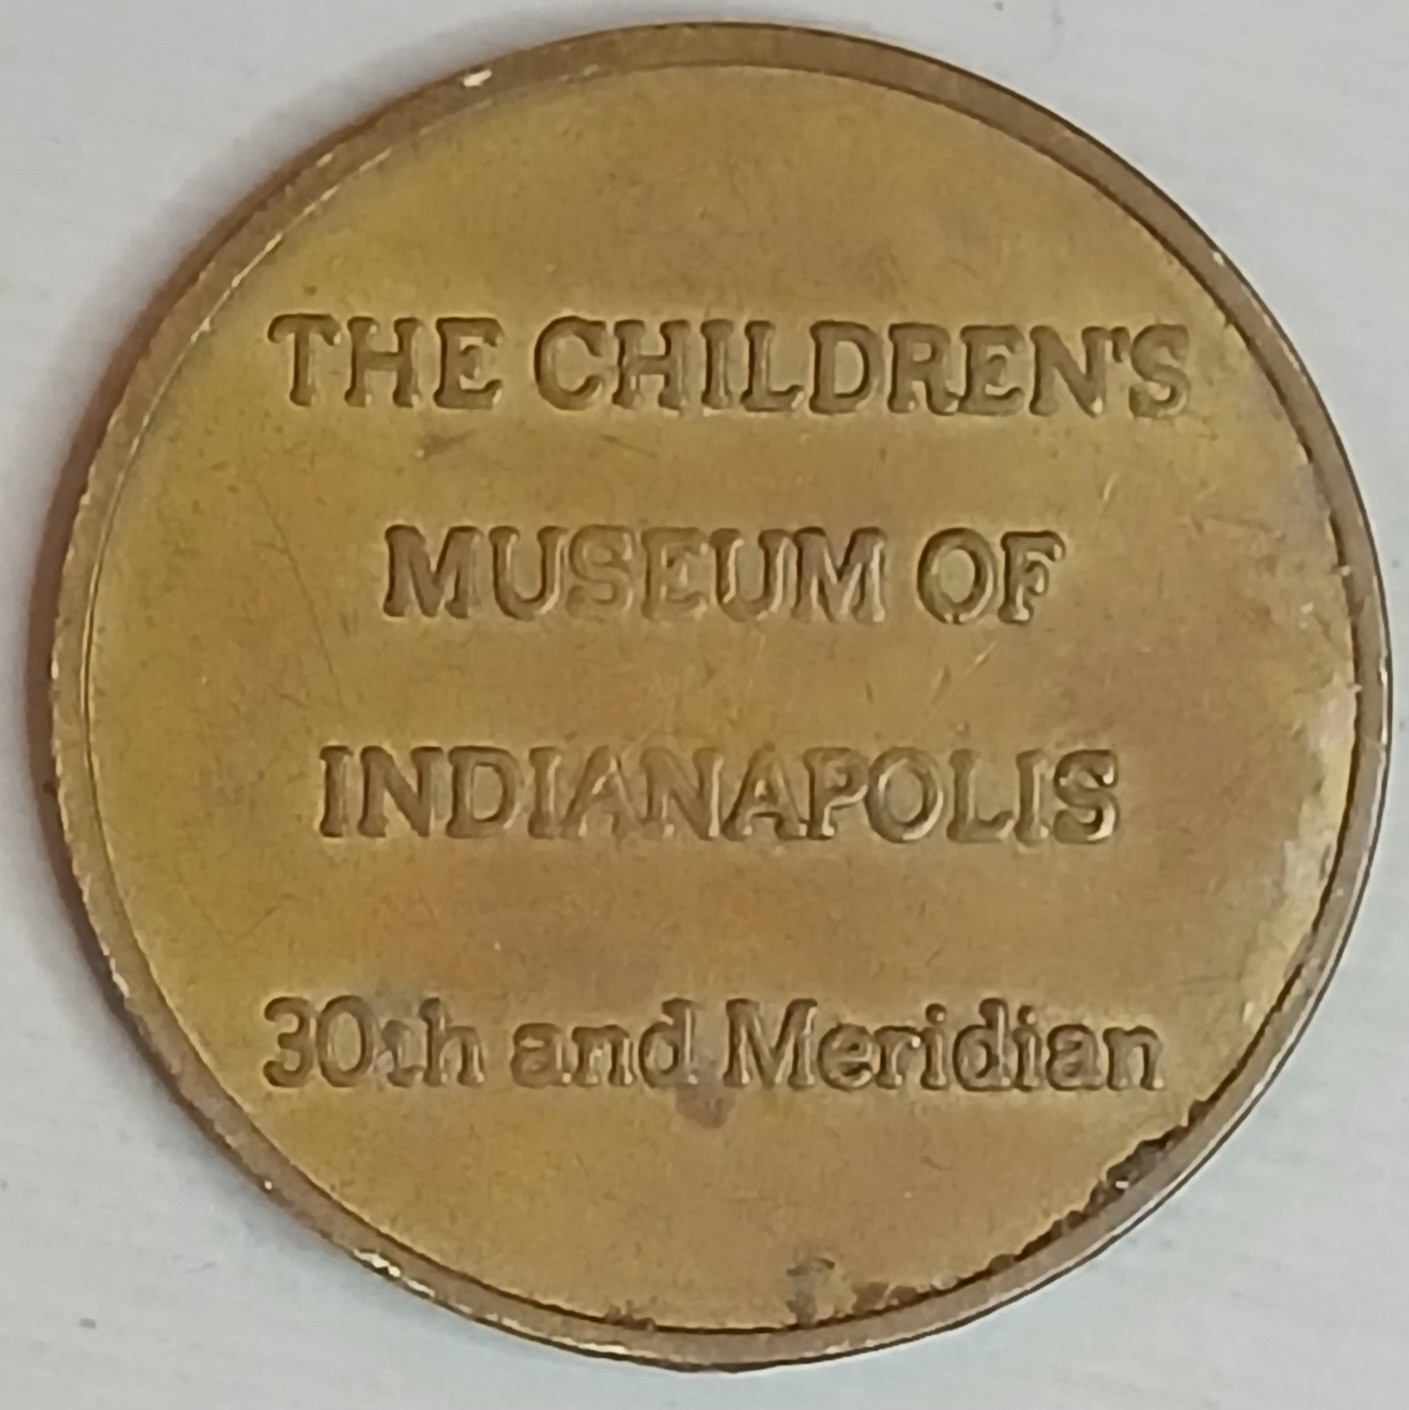 THE CHILDREN'S
MUSEUM OF
INDIANAPOLIS
30th and Meridian